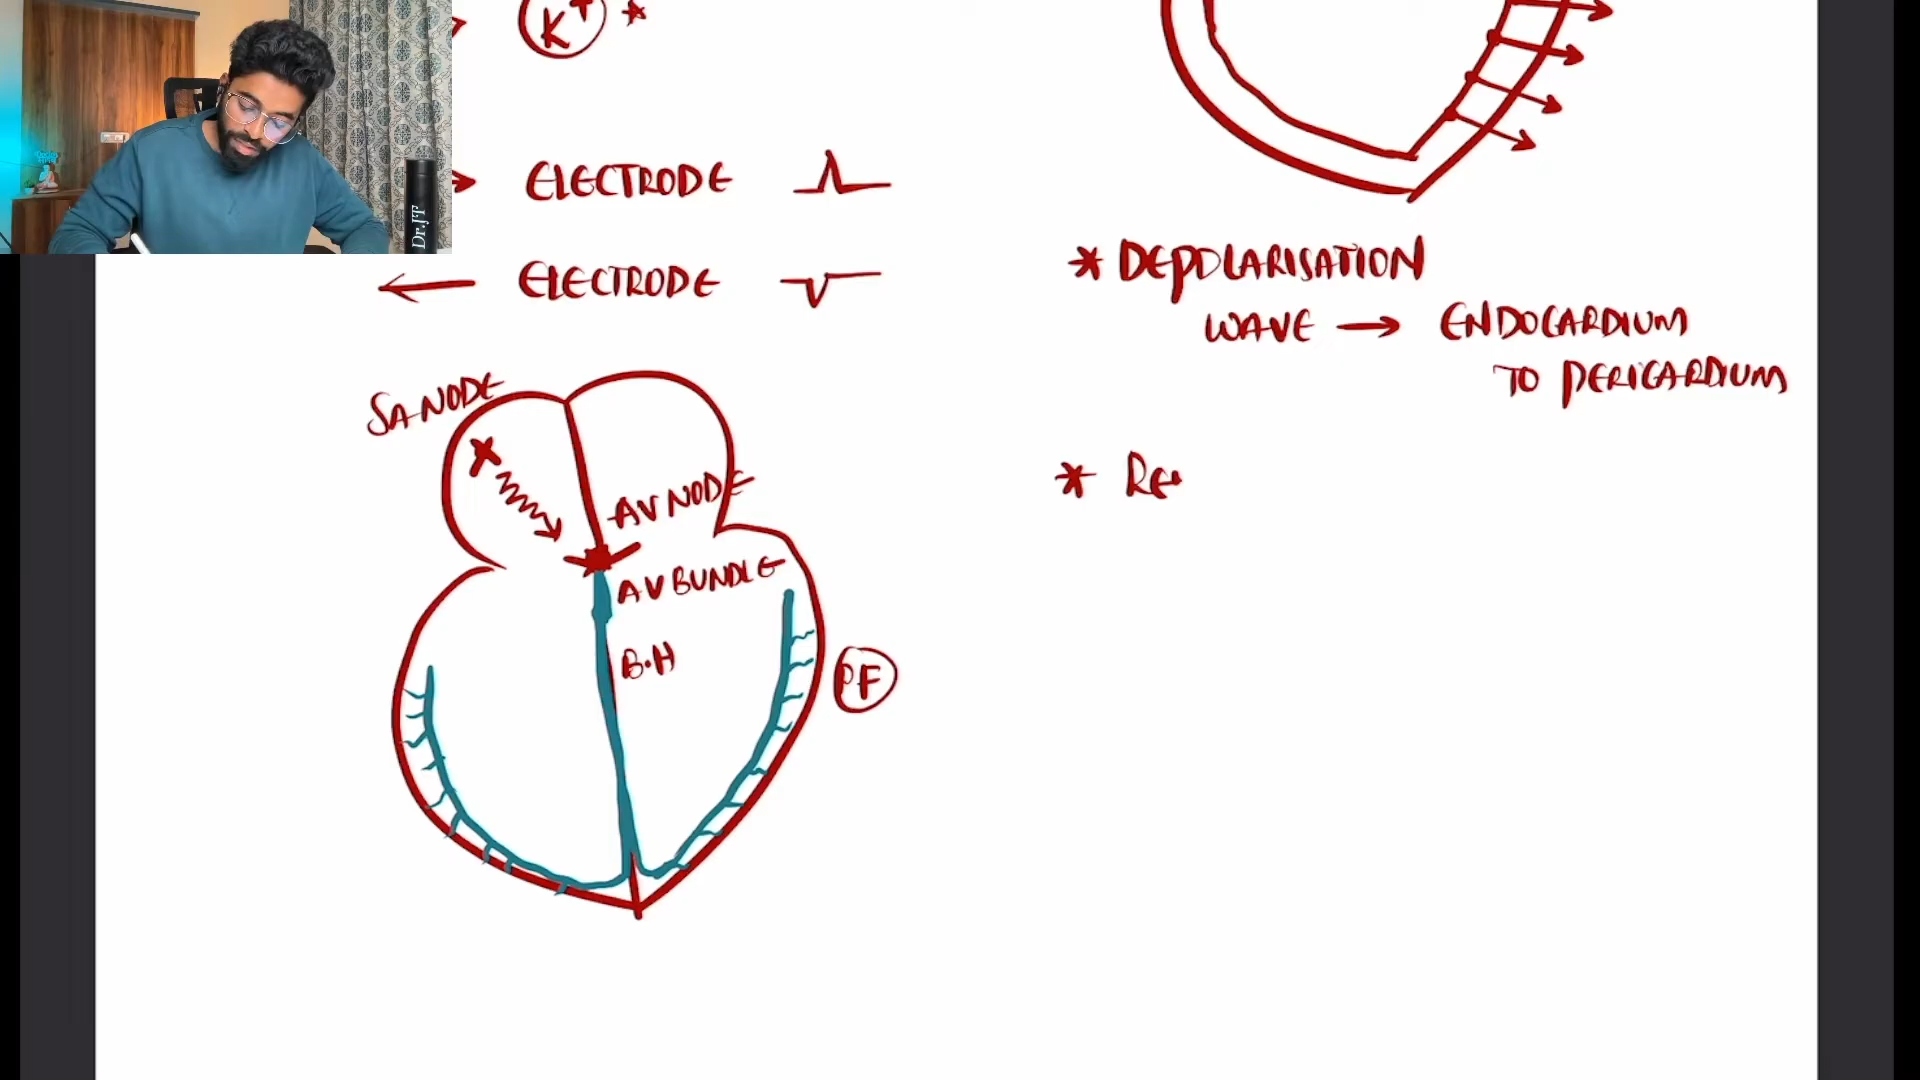 K+ *
ELECTRODE
ELECTRODE
SA NODE
AV NODE
AV BUNDLE
B.H
PF
* DEPOLARISATION
WAVE → ENDOCARDIUM
TO PERICARDIUM
* Re
Dr.JT